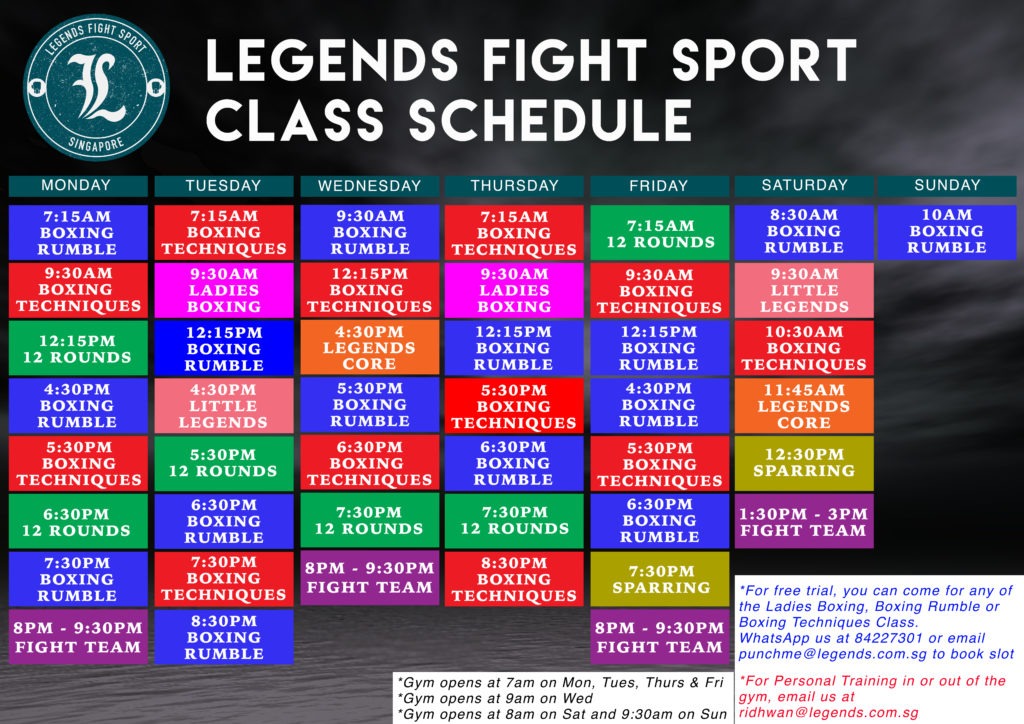 LEGENDS FIGHT SPORT
SINGAPORE
L
LEGENDS FIGHT SPORT
CLASS SCHEDULE
MONDAY
7:15AM
BOXING
RUMBLE
9:30AM
BOXING
TECHNIQUES
12:15PM
12 ROUNDS
4:30PM
BOXING
RUMBLE
5:30PM
BOXING
TECHNIQUES
6:30PM
12 ROUNDS
7:30PM
BOXING
RUMBLE
8PM - 9:30PM
FIGHT TEAM
TUESDAY
7:15AM
BOXING
TECHNIQUES
9:30AM
LADIES
BOXING
12:15PM
BOXING
RUMBLE
4:30PM
LITTLE
LEGENDS
5:30PM
12 ROUNDS
6:30PM
BOXING
RUMBLE
7:30PM
BOXING
TECHNIQUES
8:30PM
BOXING
RUMBLE
WEDNESDAY
9:30AM
BOXING
RUMBLE
12:15PM
BOXING
TECHNIQUES
4:30PM
LEGENDS
CORE
5:30PM
BOXING
RUMBLE
6:30PM
BOXING
TECHNIQUES
7:30PM
12 ROUNDS
8PM - 9:30PM
FIGHT TEAM
THURSDAY
7:15AM
BOXING
TECHNIQUES
9:30AM
LADIES
BOXING
12:15PM
BOXING
RUMBLE
5:30PM
BOXING
TECHNIQUES
6:30PM
BOXING
RUMBLE
7:30PM
12 ROUNDS
8:30PM
BOXING
TECHNIQUES
FRIDAY
7:15AM
12 ROUNDS
9:30AM
BOXING
TECHNIQUES
12:15PM
BOXING
RUMBLE
4:30PM
BOXING
RUMBLE
5:30PM
BOXING
TECHNIQUES
6:30PM
BOXING
RUMBLE
7:30PM
SPARRING
8PM - 9:30PM
FIGHT TEAM
SATURDAY
8:30AM
BOXING
RUMBLE
9:30AM
LITTLE
LEGENDS
10:30AM
BOXING
TECHNIQUES
11:45AM
LEGENDS
CORE
12:30PM
SPARRING
1:30PM - 3PM
FIGHT TEAM
SUNDAY
10AM
BOXING
RUMBLE
*For free trial, you can come for any of
the Ladies Boxing, Boxing Rumble or
Boxing Techniques Class.
WhatsApp us at 84227301 or email
punchme@legends.com.sg to book slot
*For Personal Training in or out of the
gym, email us at
ridhwan@legends.com.sg
*Gym opens at 7am on Mon, Tues, Thurs & Fri
*Gym opens at 9am on Wed
*Gym opens at 8am on Sat and 9:30am on Sun